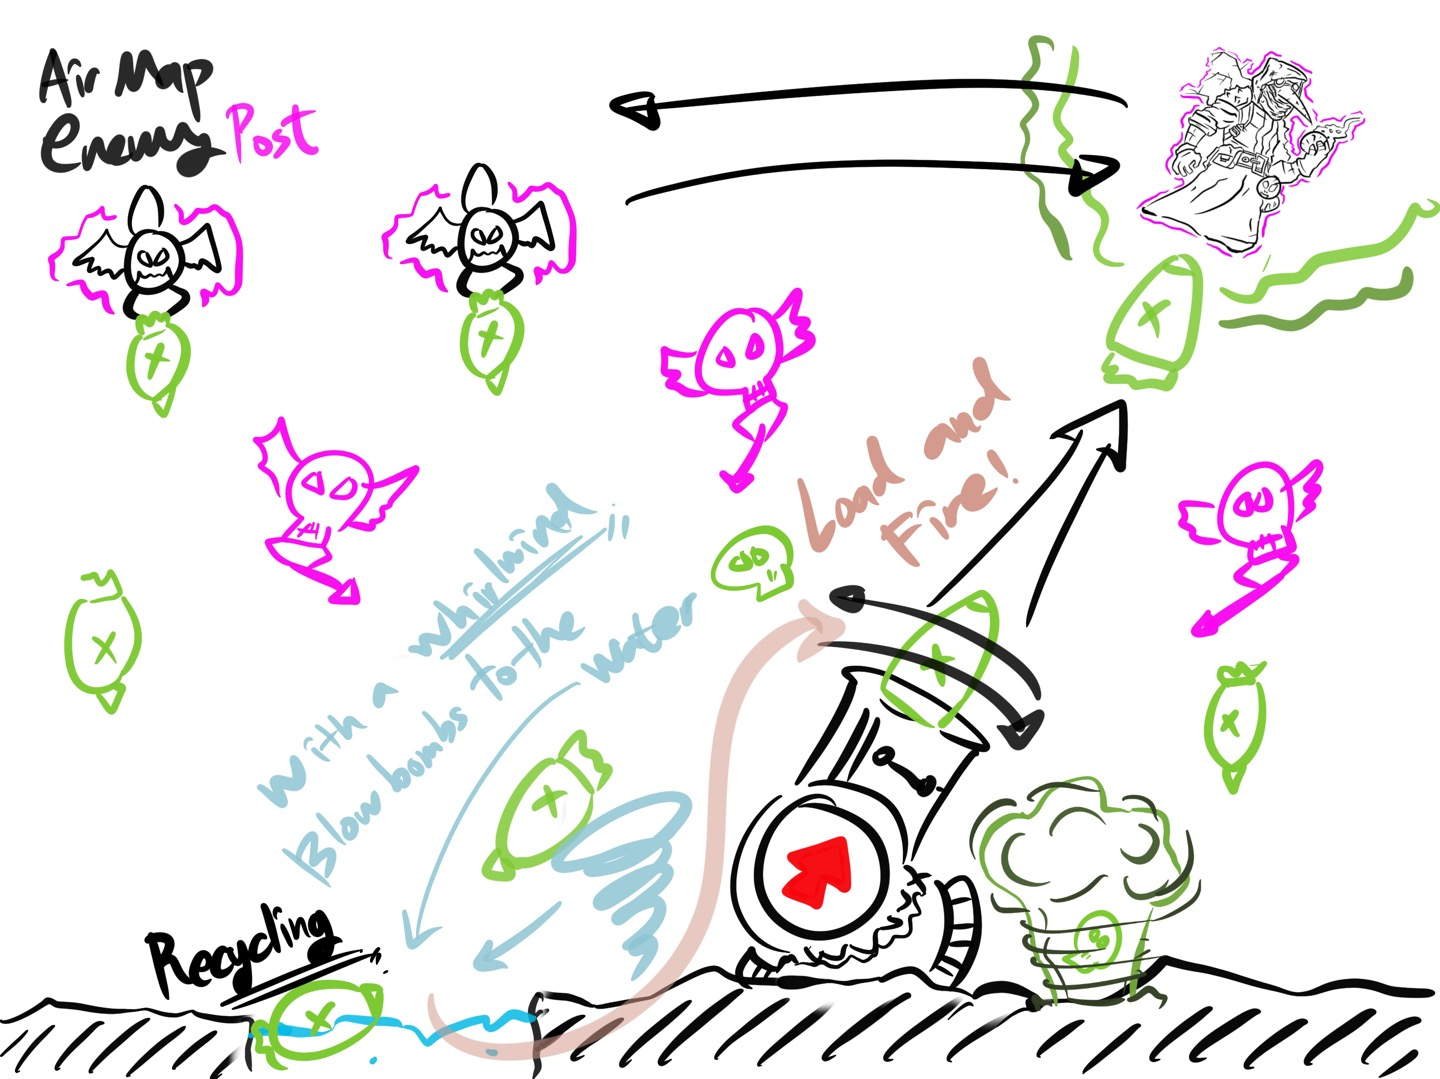 Air Map
Enemy Post
Load and
Fire!
with a whirlwind
Blow bombs to the
water
Recycling